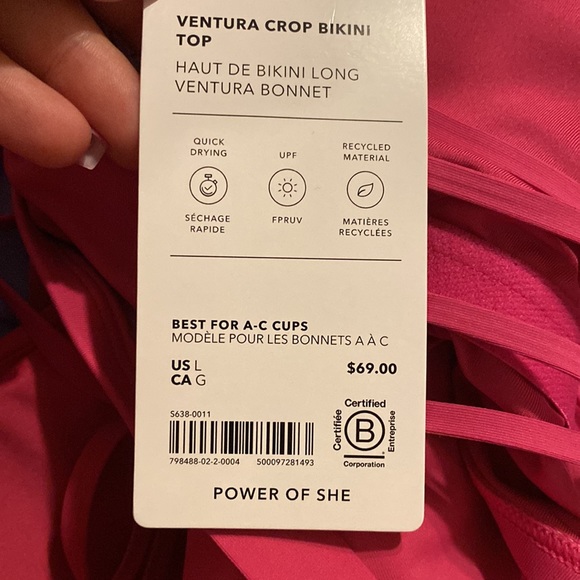 VENTURA CROP BIKINI
TOP
HAUT DE BIKINI LONG
VENTURA BONNET
QUICK
DRYING
UPF
RECYCLED
MATERIAL
SÉCHAGE
RAPIDE
FPRUV
MATIÈRES
RECYCLÉES
BEST FOR A-C CUPS
MODÈLE POUR LES BONNETS A À C
US L
CA G
$69.00
S638-0011
798488-02-2-0004 S00097281493
Certified
Certifiée
B
Entreprise
Corporation
POWER OF SHE